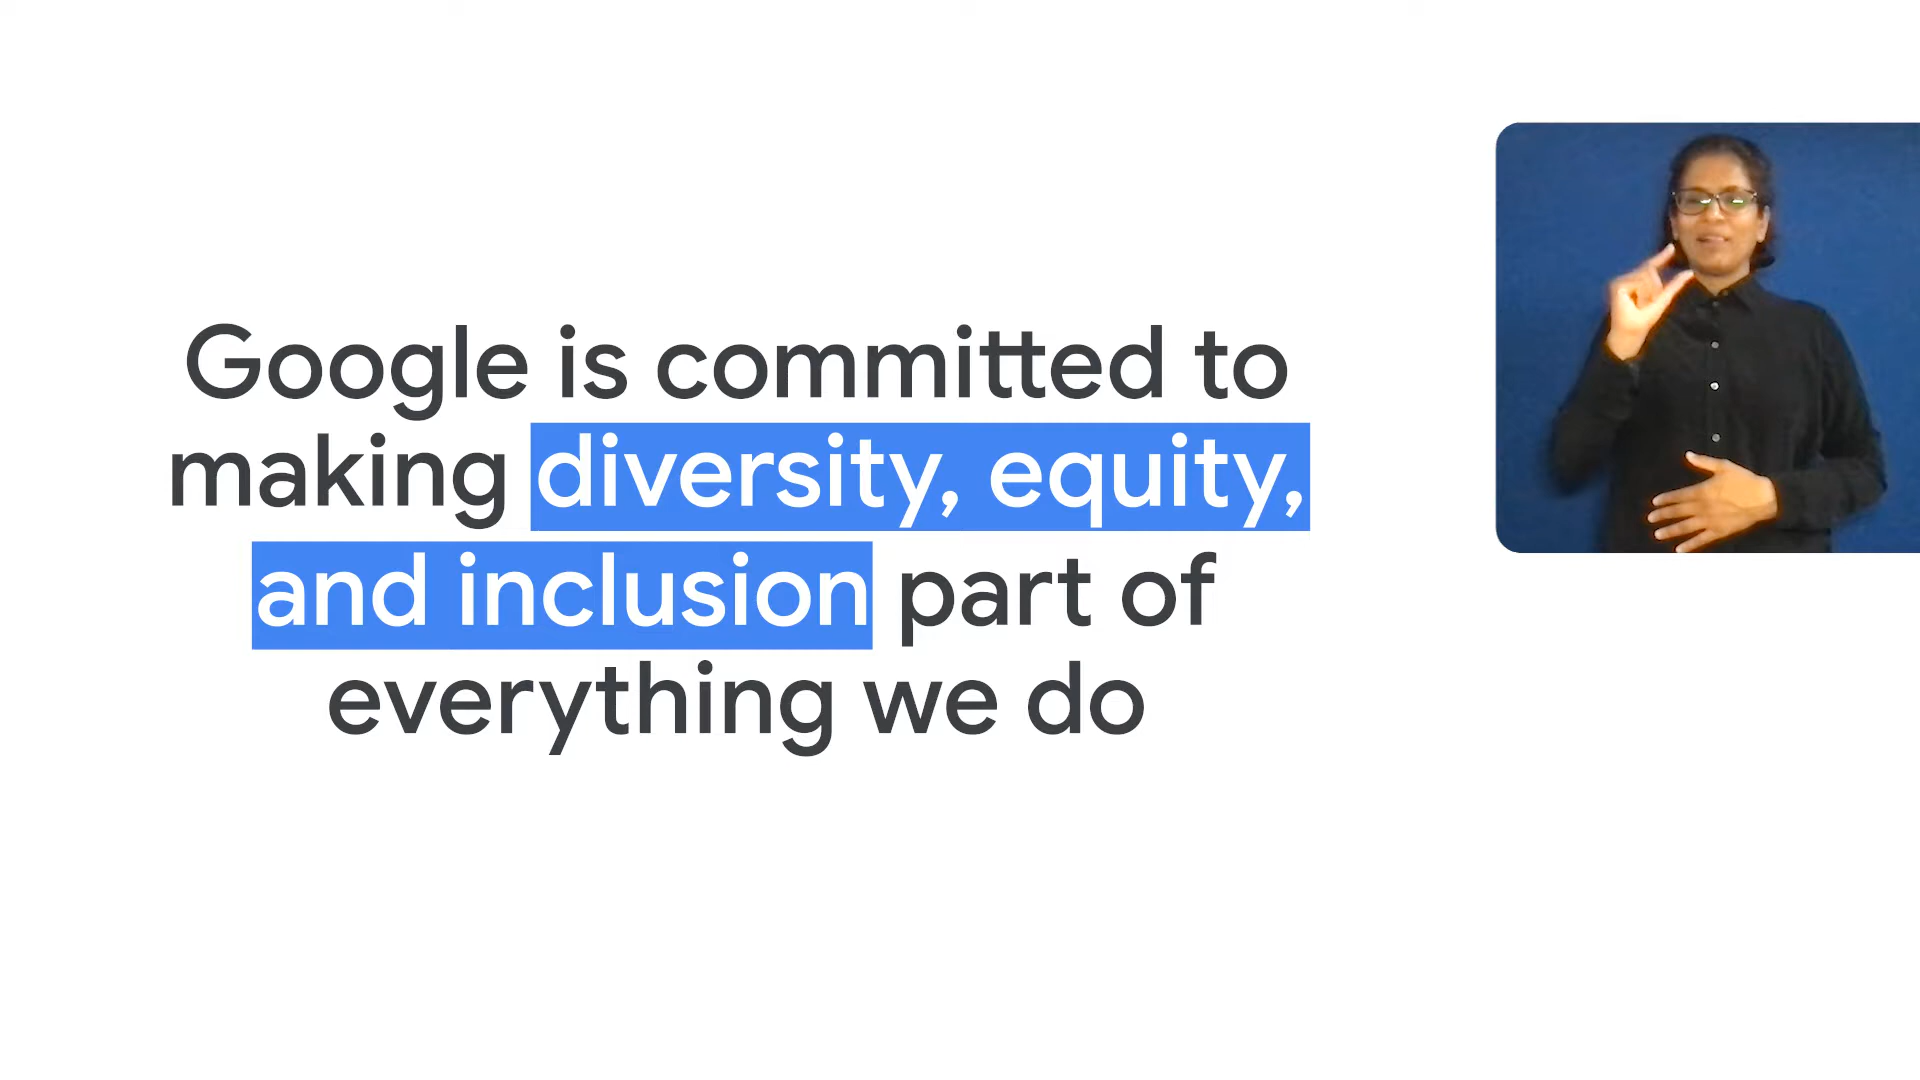 Google is committed to
making diversity, equity,
and inclusion part of
everything we do